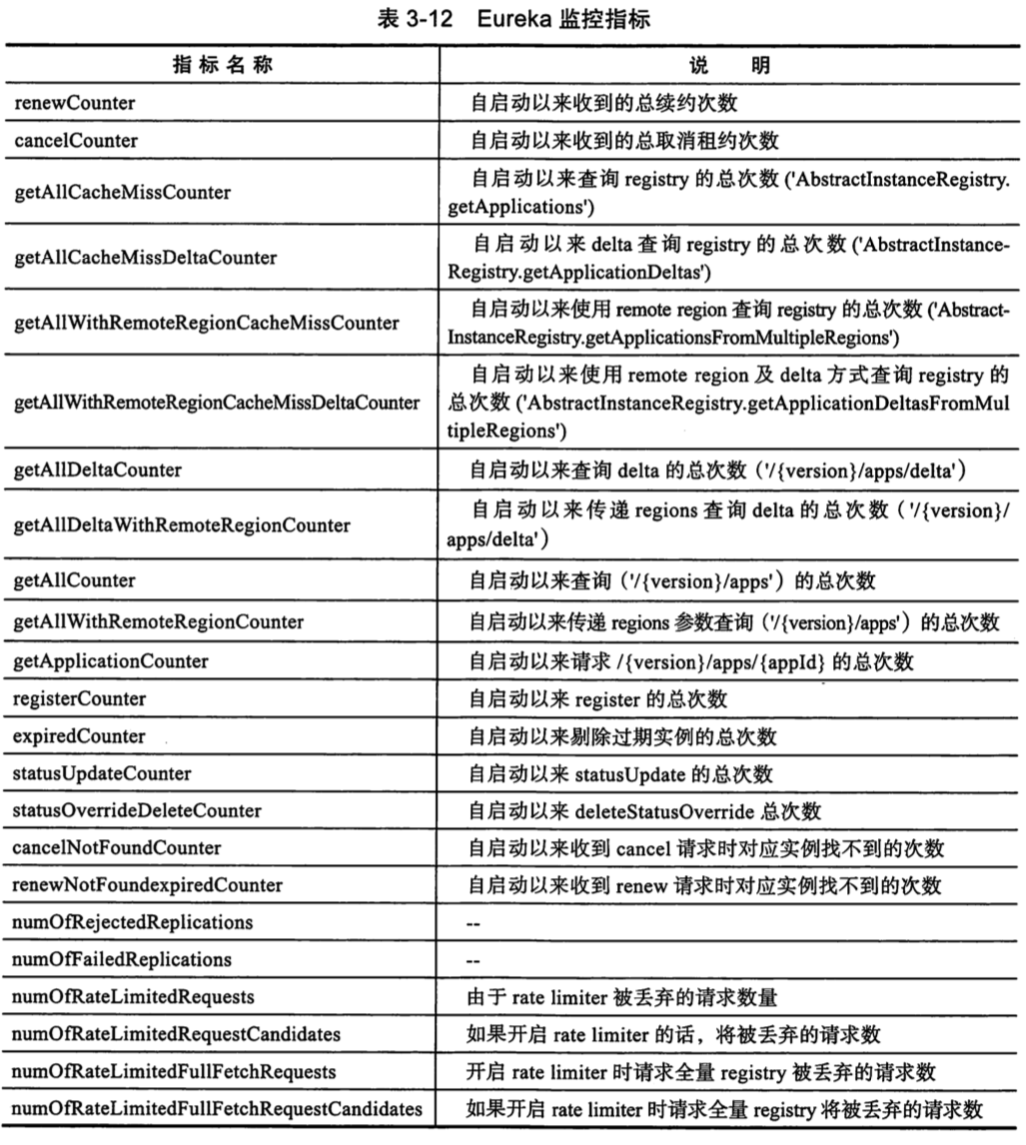 表 3-12 Eureka 监控指标
指标名称 说 明
renewCounter 自启动以来收到的总续约次数
cancelCounter 自启动以来收到的总取消租约次数
getAllCacheMissCounter 自启动以来查询 registry 的总次数 ('AbstractInstanceRegistry.
getApplications')
getAllCacheMissDeltaCounter 自启动以来 delta 查询 registry 的总次数 ('AbstractInstance-
Registry.getApplicationDeltas')
getAllWithRemoteRegionCacheMissCounter 自启动以来使用 remote region 查询 registry 的总次数 ('Abstract-
InstanceRegistry.getApplicationsFromMultipleRegions')
getAllWithRemoteRegionCacheMissDeltaCounter 自启动以来使用 remote region 及 delta 方式查询 registry 的
总次数 ('AbstractInstanceRegistry.getApplicationDeltasFromMul
tipleRegions')
getAllDeltaCounter 自启动以来查询 delta 的总次数（'/{version}/apps/delta'）
getAllDeltaWithRemoteRegionCounter 自启动以来传递 regions 查询 delta 的总次数（'/{version}/
apps/delta'）
getAllCounter 自启动以来查询（'/{version}/apps'）的总次数
getAllWithRemoteRegionCounter 自启动以来传递 regions 参数查询（'/{version}/apps'）的总次数
getApplicationCounter 自启动以来请求 /{version}/apps/{appId} 的总次数
registerCounter 自启动以来 register 的总次数
expiredCounter 自启动以来剔除过期实例的总次数
statusUpdateCounter 自启动以来 statusUpdate 的总次数
statusOverrideDeleteCounter 自启动以来 deleteStatusOverride 总次数
cancelNotFoundCounter 自启动以来收到 cancel 请求时对应实例找不到的次数
renewNotFoundexpiredCounter 自启动以来收到 renew 请求时对应实例找不到的次数
numOfRejectedReplications --
numOfFailedReplications --
numOfRateLimitedRequests 由于 rate limiter 被丢弃的请求数量
numOfRateLimitedRequestCandidates 如果开启 rate limiter 的话，将被丢弃的请求数
numOfRateLimitedFullFetchRequests 开启 rate limiter 时请求全量 registry 被丢弃的请求数
numOfRateLimitedFullFetchRequestCandidates 如果开启 rate limiter 时请求全量 registry 将被丢弃的请求数